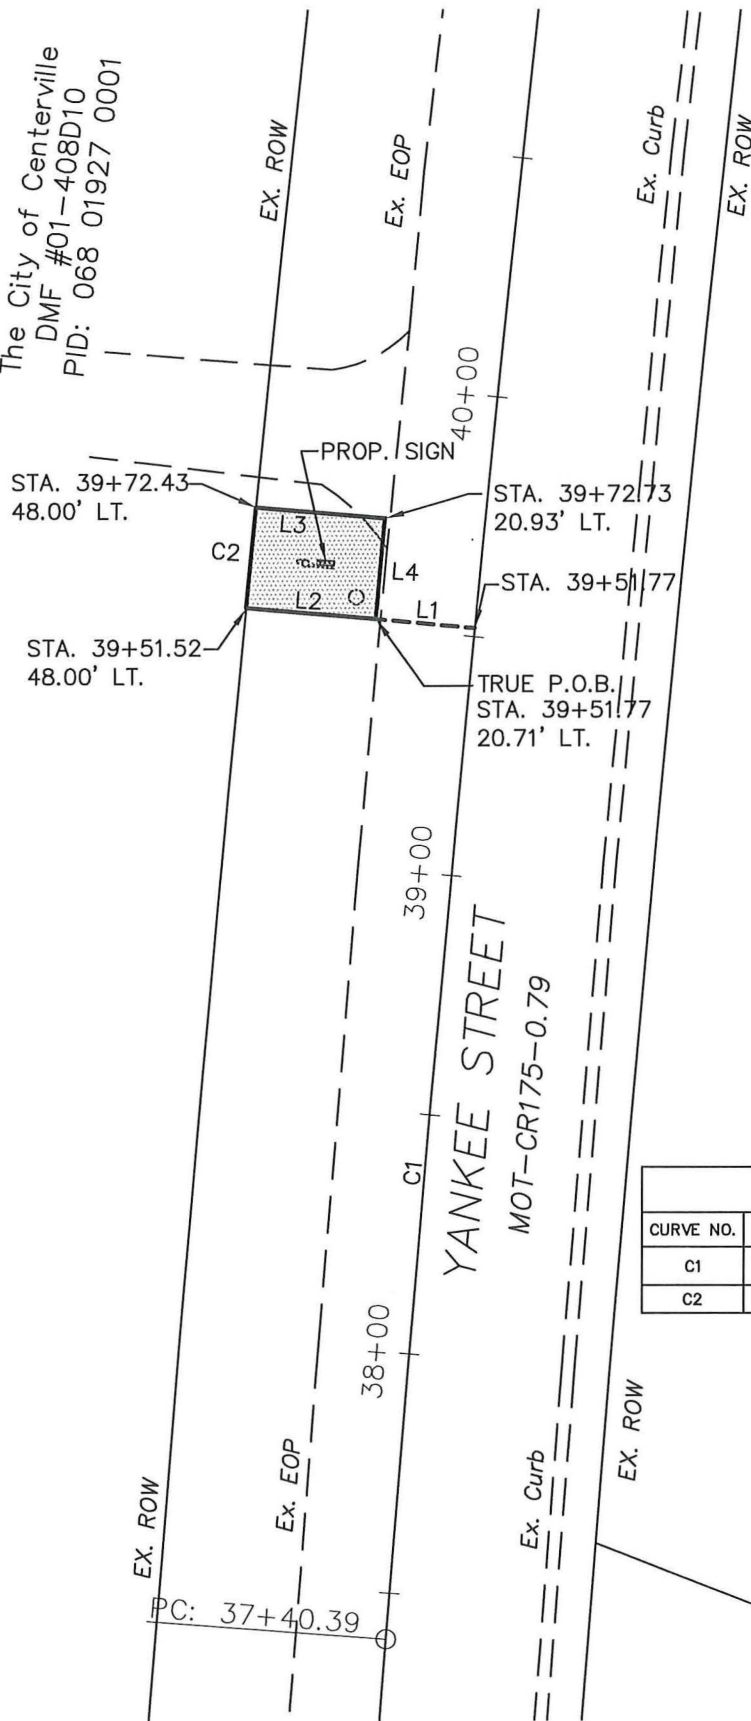 The City of Centerville
DMF #01-408D10
PID: 068 01927 0001
EX. ROW
Ex. EOP
Ex. Curb
EX. ROW
40+00
PROP. SIGN
STA. 39+72.43
48.00' LT.
STA. 39+72.73
20.93' LT.
L3
C2
L4
STA. 39+51.77
L2
L1
STA. 39+51.52
48.00' LT.
TRUE P.O.B.
STA. 39+51.77
20.71' LT.
39+00
YANKEE STREET
MOT-CR175-0.79
C1
CURVE NO.
C1
C2
38+00
EX. ROW
Ex. EOP
Ex. Curb
EX. ROW
PC: 37+40.39